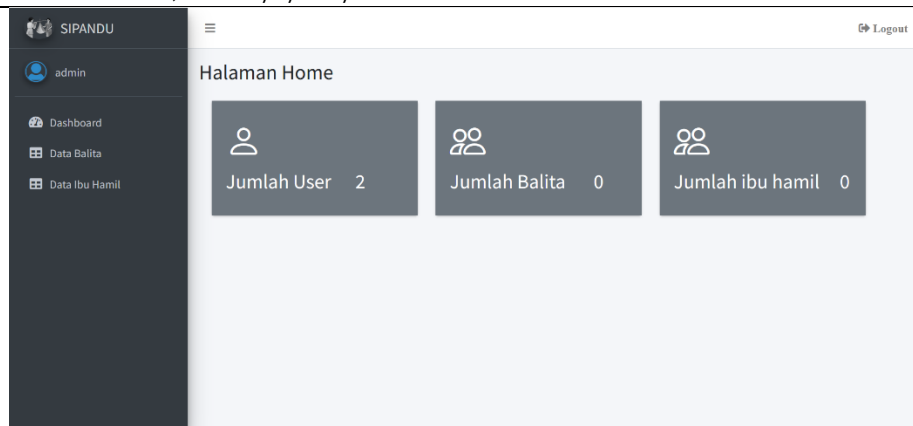 SIPANDU
Logout
admin
Halaman Home
Dashboard
Data Balita
Data Ibu Hamil
Jumlah User 2
Jumlah Balita 0
Jumlah ibu hamil 0